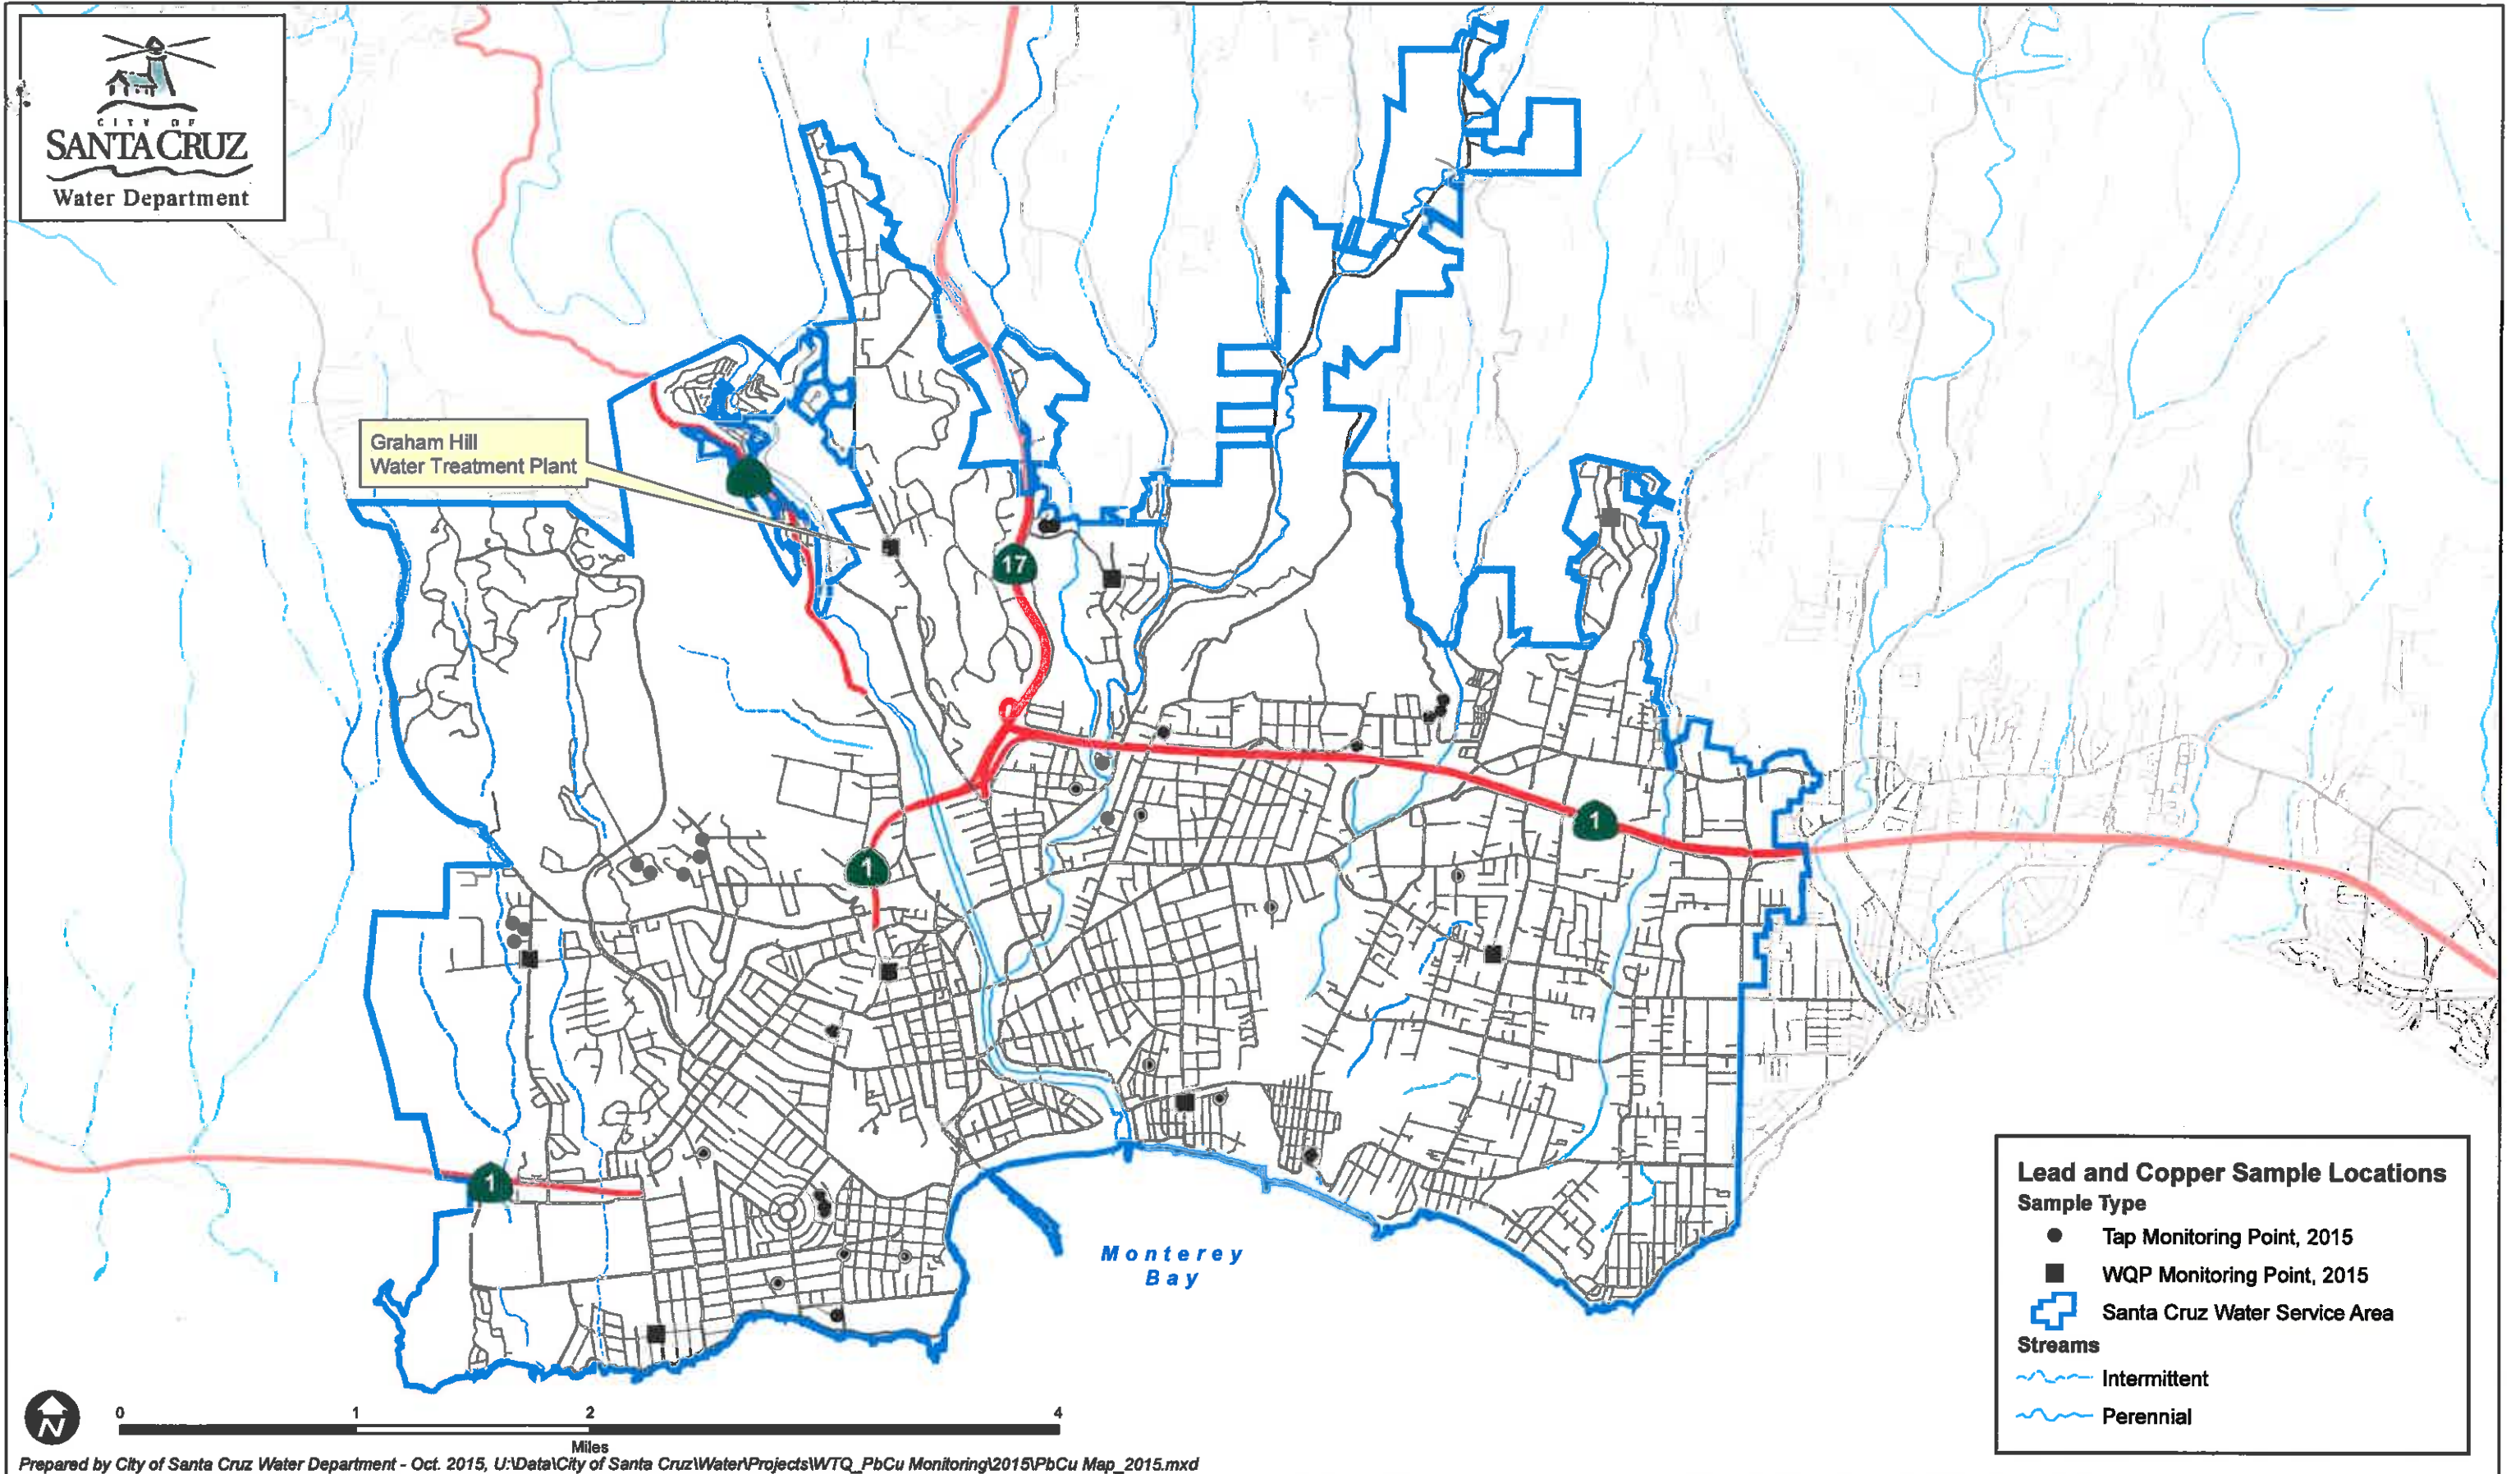 CITY OF
SANTA CRUZ
Water Department
Graham Hill
Water Treatment Plant
17
1
1
1
Monterey
Bay
Lead and Copper Sample Locations
Sample Type
Tap Monitoring Point, 2015
WQP Monitoring Point, 2015
Santa Cruz Water Service Area
Streams
Intermittent
Perennial
N
0 1 2 4
Miles
Prepared by City of Santa Cruz Water Department - Oct. 2015, U:\Data\City of Santa Cruz\Water\Projects\WTQ_PbCu Monitoring\2015\PbCu Map_2015.mxd